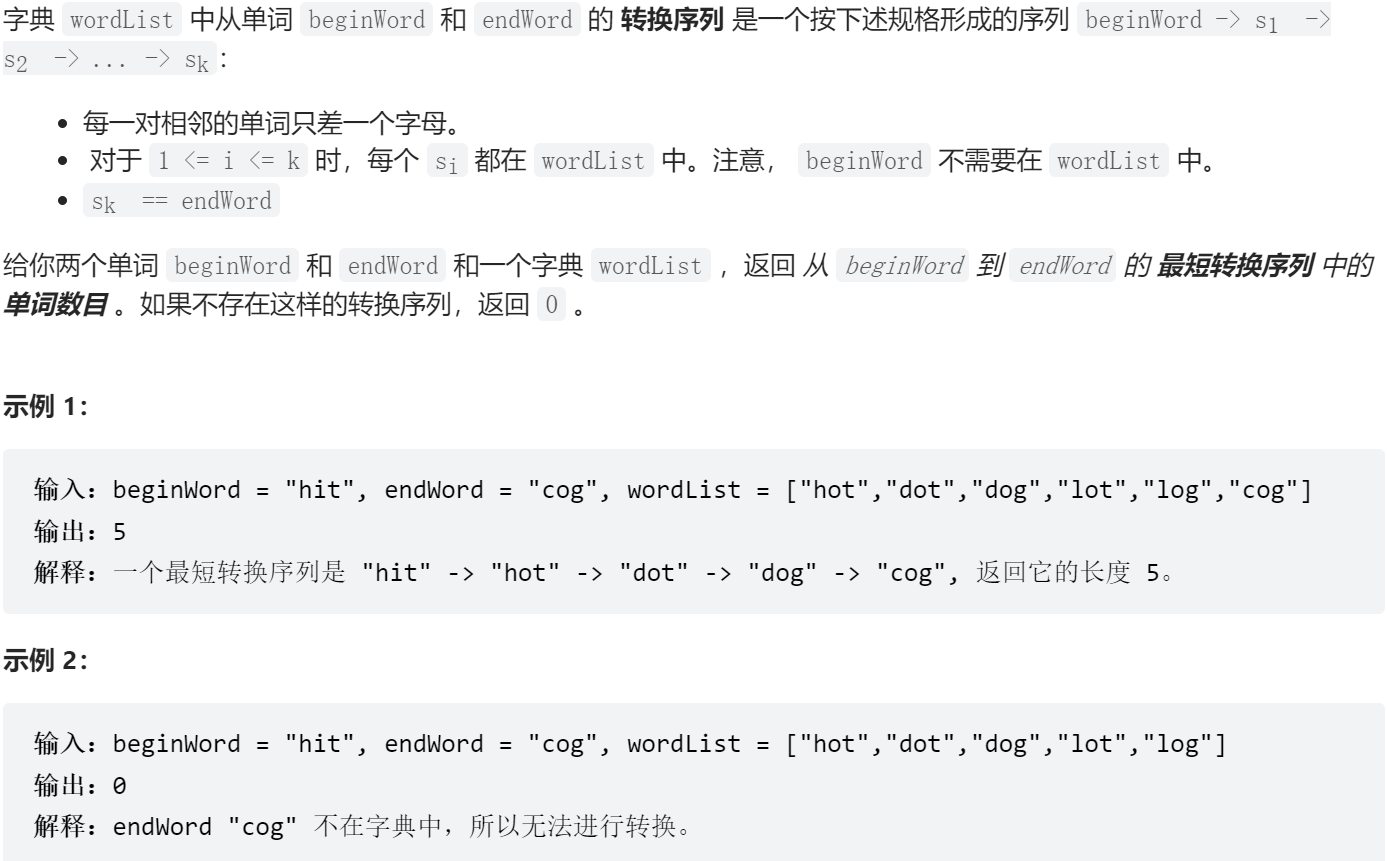 字典 wordList 中从单词 beginWord 和 endWord 的 转换序列 是一个按下述规格形成的序列 beginWord -> s1 ->
s2 -> ... -> sk：
• 每一对相邻的单词只差一个字母。
• 对于 1 <= i <= k 时，每个 si 都在 wordList 中。注意， beginWord 不需要在 wordList 中。
• sk == endWord
给你两个单词 beginWord 和 endWord 和一个字典 wordList ，返回 从 beginWord 到 endWord 的 最短转换序列 中的
单词数目 。如果不存在这样的转换序列，返回 0 。
示例 1：
输入：beginWord = "hit", endWord = "cog", wordList = ["hot","dot","dog","lot","log","cog"]
输出：5
解释：一个最短转换序列是 "hit" -> "hot" -> "dot" -> "dog" -> "cog", 返回它的长度 5。
示例 2：
输入：beginWord = "hit", endWord = "cog", wordList = ["hot","dot","dog","lot","log"]
输出：0
解释：endWord "cog" 不在字典中，所以无法进行转换。